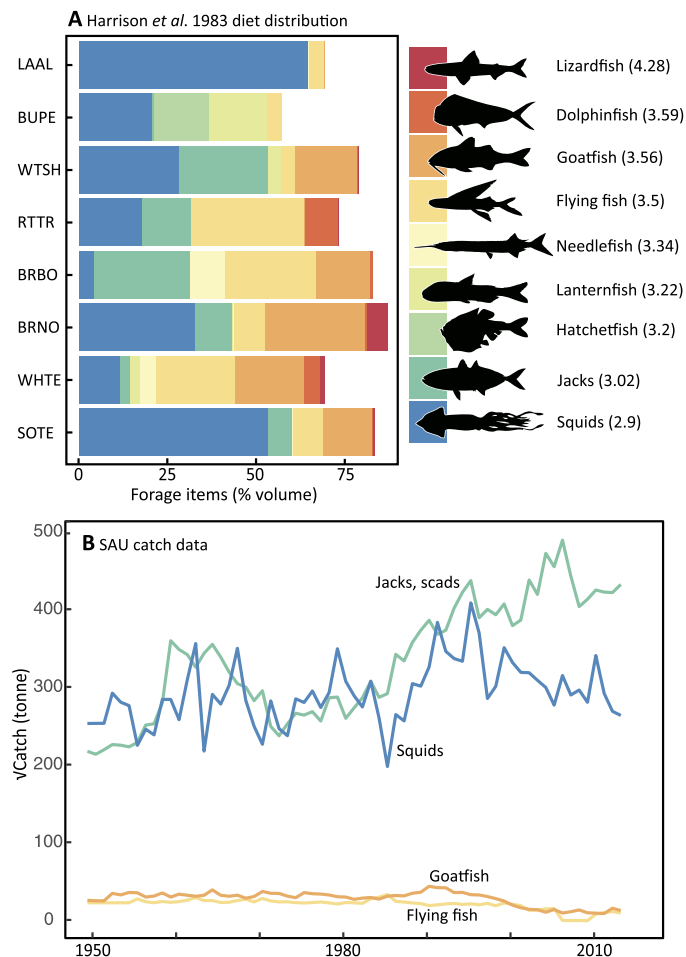 A Harrison et al. 1983 diet distribution
LAAL
BUPE
WTSH
RTTR
BRBO
BRNO
WHTE
SOTE
0 25 50 75
Forage items (% volume)
Lizardfish (4.28)
Dolphinfish (3.59)
Goatfish (3.56)
Flying fish (3.5)
Needlefish (3.34)
Lanternfish (3.22)
Hatchetfish (3.2)
Jacks (3.02)
Squids (2.9)
B SAU catch data
500
400
300
200
100
0
√Catch (tonne)
Jacks, scads
Squids
Goatfish
Flying fish
1950 1980 2010